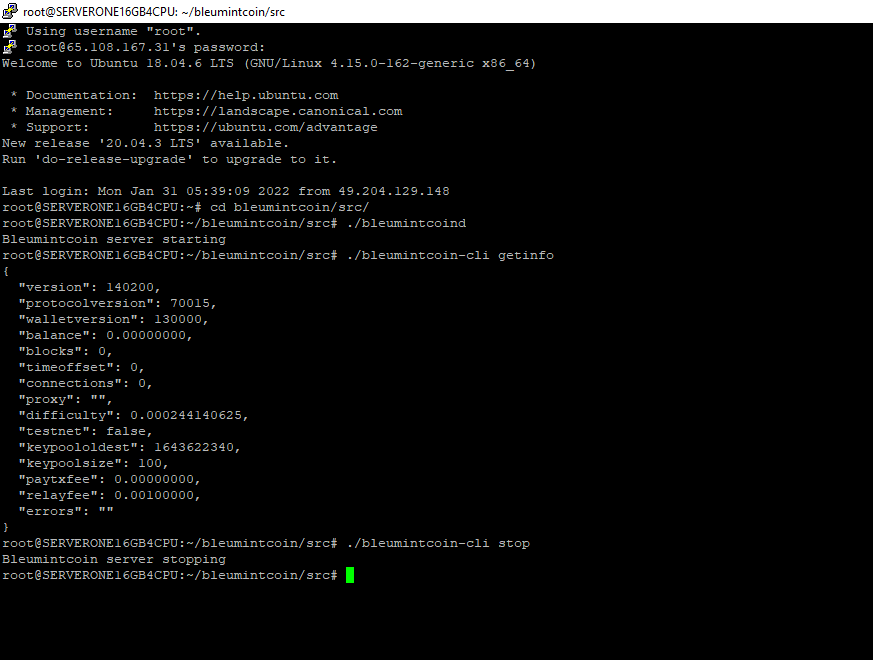 root@SERVERONE16GB4CPU: ~/bleumintcoin/src
Using username "root".
root@65.108.167.31's password:
Welcome to Ubuntu 18.04.6 LTS (GNU/Linux 4.15.0-162-generic x86_64)
* Documentation:  https://help.ubuntu.com
* Management:     https://landscape.canonical.com
* Support:        https://ubuntu.com/advantage
New release '20.04.3 LTS' available.
Run 'do-release-upgrade' to upgrade to it.
Last login: Mon Jan 31 05:39:09 2022 from 49.204.129.148
root@SERVERONE16GB4CPU:~# cd bleumintcoin/src/
root@SERVERONE16GB4CPU:~/bleumintcoin/src# ./bleumintcoind
Bleumintcoin server starting
root@SERVERONE16GB4CPU:~/bleumintcoin/src# ./bleumintcoin-cli getinfo
{
"version": 140200,
"protocolversion": 70015,
"walletversion": 130000,
"balance": 0.00000000,
"blocks": 0,
"timeoffset": 0,
"connections": 0,
"proxy": "",
"difficulty": 0.000244140625,
"testnet": false,
"keypoololdest": 1643622340,
"keypoolsize": 100,
"paytxfee": 0.00000000,
"relayfee": 0.00100000,
"errors": ""
}
root@SERVERONE16GB4CPU:~/bleumintcoin/src# ./bleumintcoin-cli stop
Bleumintcoin server stopping
root@SERVERONE16GB4CPU:~/bleumintcoin/src#